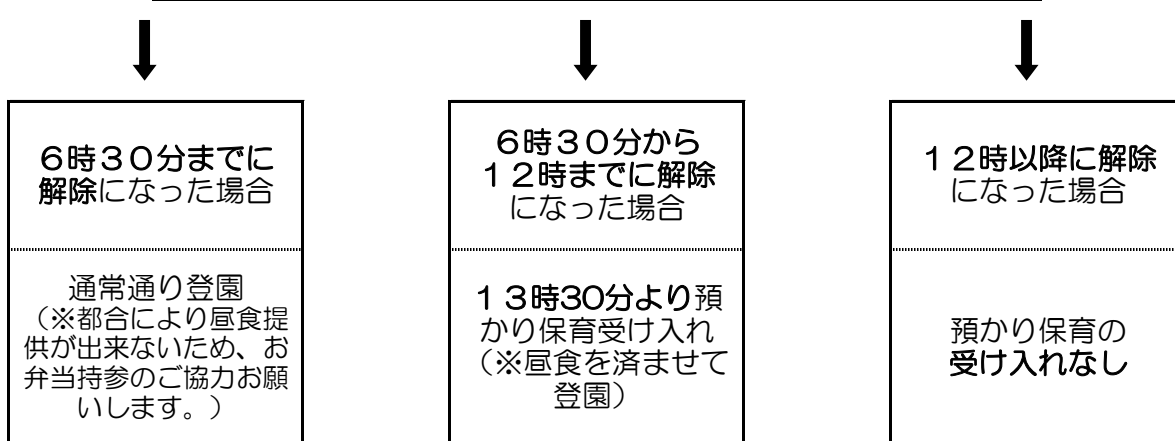 ６時３０分までに
解除になった場合
通常通り登園
（※都合により昼食提
供が出来ないため、お
弁当持参のご協力お願
いします。）
６時３０分から
１２時までに解除
になった場合
１３時30分より預
かり保育受け入れ
（※昼食を済ませて
登園）
１２時以降に解除
になった場合
預かり保育の
受け入れなし